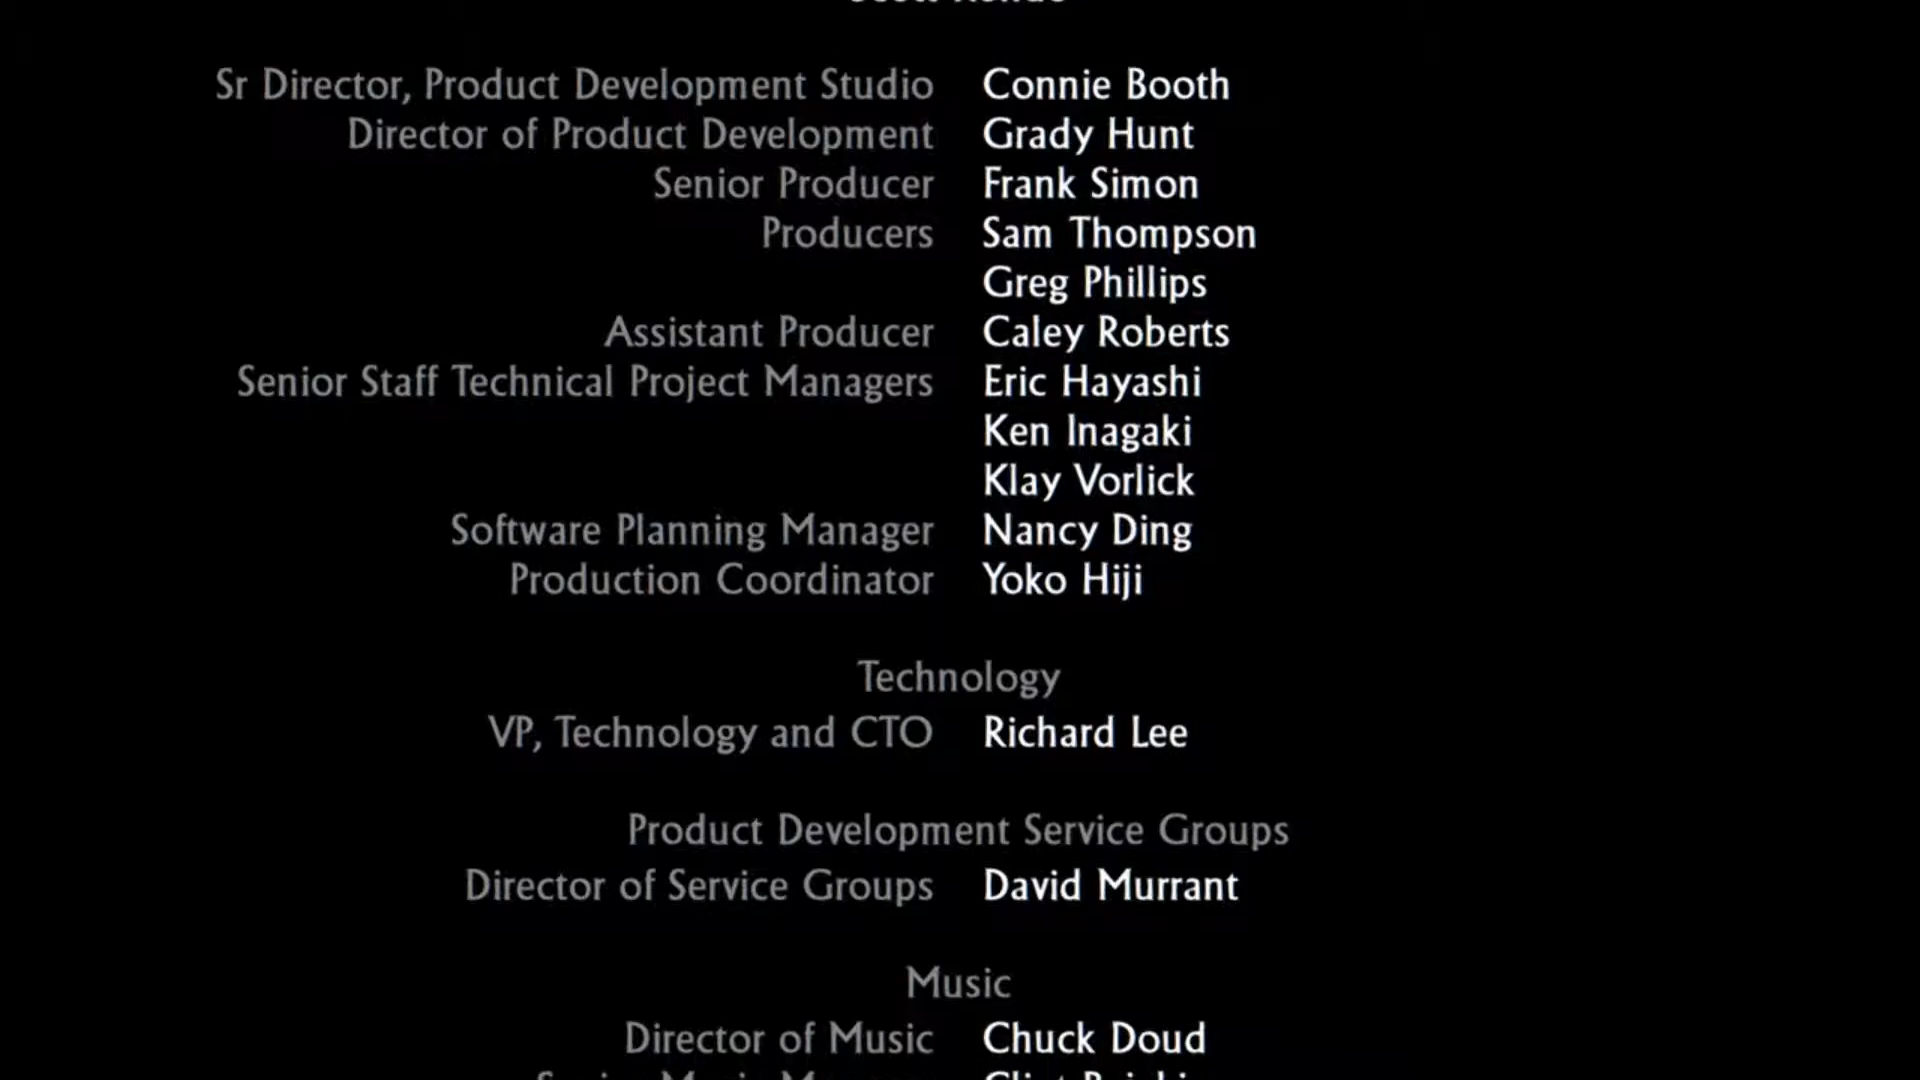 Sr Director, Product Development Studio Connie Booth
Director of Product Development Grady Hunt
Senior Producer Frank Simon
Producers Sam Thompson
Greg Phillips
Assistant Producer Caley Roberts
Senior Staff Technical Project Managers Eric Hayashi
Ken Inagaki
Klay Vorlick
Software Planning Manager Nancy Ding
Production Coordinator Yoko Hiji
Technology
VP, Technology and CTO Richard Lee
Product Development Service Groups
Director of Service Groups David Murrant
Music
Director of Music Chuck Doud